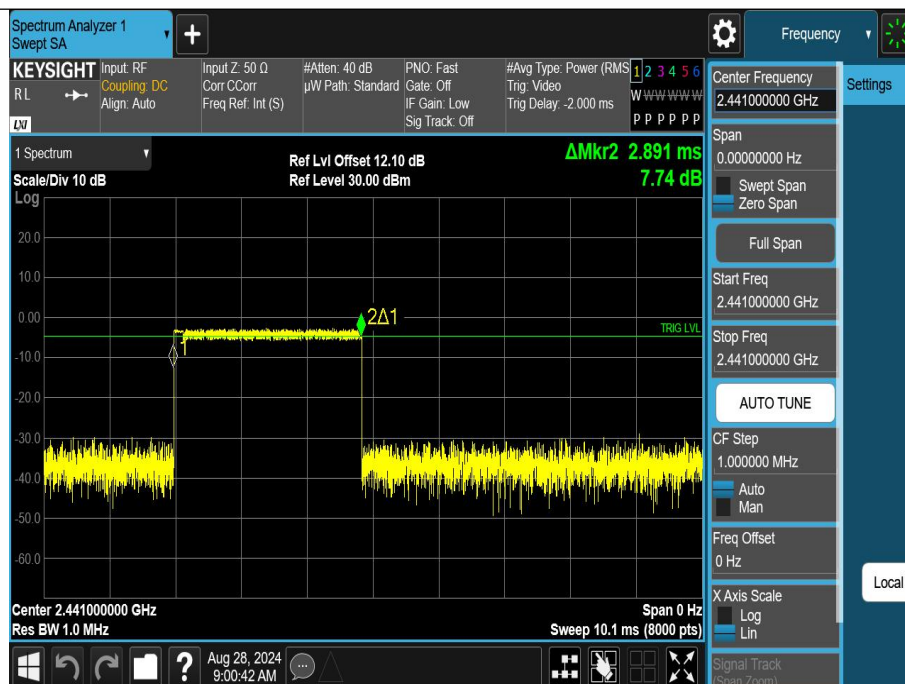 Spectrum Analyzer 1
Swept SA
Frequency
KEYSIGHT
RL
LXI
Input: RF
Coupling: DC
Align: Auto
Input Z: 50 Ω
Corr CCorr
Freq Ref: Int (S)
#Atten: 40 dB
µW Path: Standard
PNO: Fast
Gate: Off
IF Gain: Low
Sig Track: Off
#Avg Type: Power (RMS
Trig: Video
Trig Delay: -2.000 ms
1 2 3 4 5 6
W W W W W W
P P P P P P
1 Spectrum
Scale/Div 10 dB
Log
Ref Lvl Offset 12.10 dB
Ref Level 30.00 dBm
ΔMkr2 2.891 ms
7.74 dB
20.0
10.0
0.00
-10.0
-20.0
-30.0
-40.0
-50.0
-60.0
2Δ1
1
TRIG LVL
Center 2.441000000 GHz
Res BW 1.0 MHz
Span 0 Hz
Sweep 10.1 ms (8000 pts)
Center Frequency
2.441000000 GHz
Settings
Span
0.00000000 Hz
Swept Span
Zero Span
Full Span
Start Freq
2.441000000 GHz
Stop Freq
2.441000000 GHz
AUTO TUNE
CF Step
1.000000 MHz
Auto
Man
Freq Offset
0 Hz
X Axis Scale
Log
Lin
Local
Signal Track
(Span Zoom)
?
Aug 28, 2024
9:00:42 AM